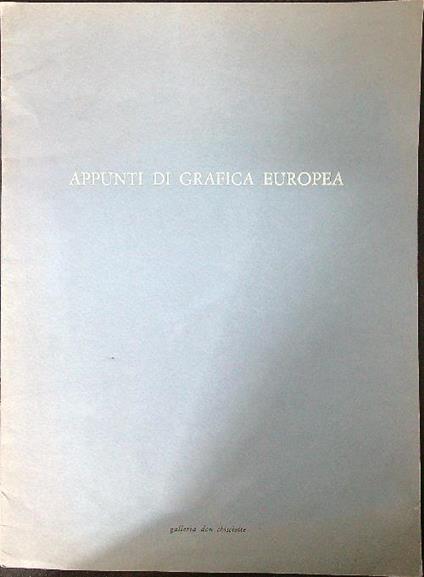 APPUNTI DI GRAFICA EUROPEA
galleria don chisciotte